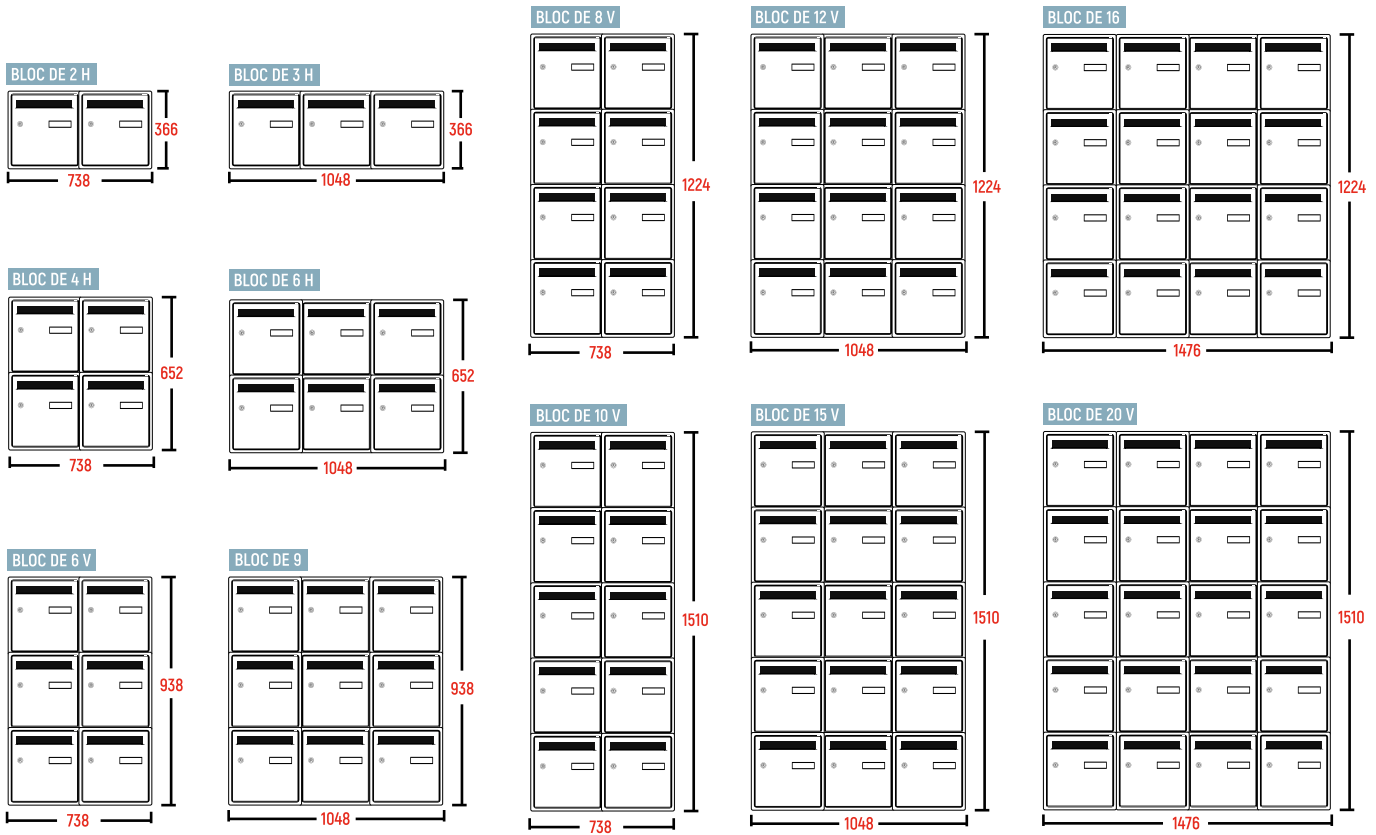 BLOC DE 2 H
366
738
BLOC DE 3 H
366
1048
BLOC DE 8 V
1224
738
BLOC DE 12 V
1224
1048
BLOC DE 16
1224
1476
BLOC DE 4 H
652
738
BLOC DE 6 H
652
1048
BLOC DE 10 V
1510
738
BLOC DE 15 V
1510
1048
BLOC DE 20 V
1510
1476
BLOC DE 6 V
938
738
BLOC DE 9
938
1048